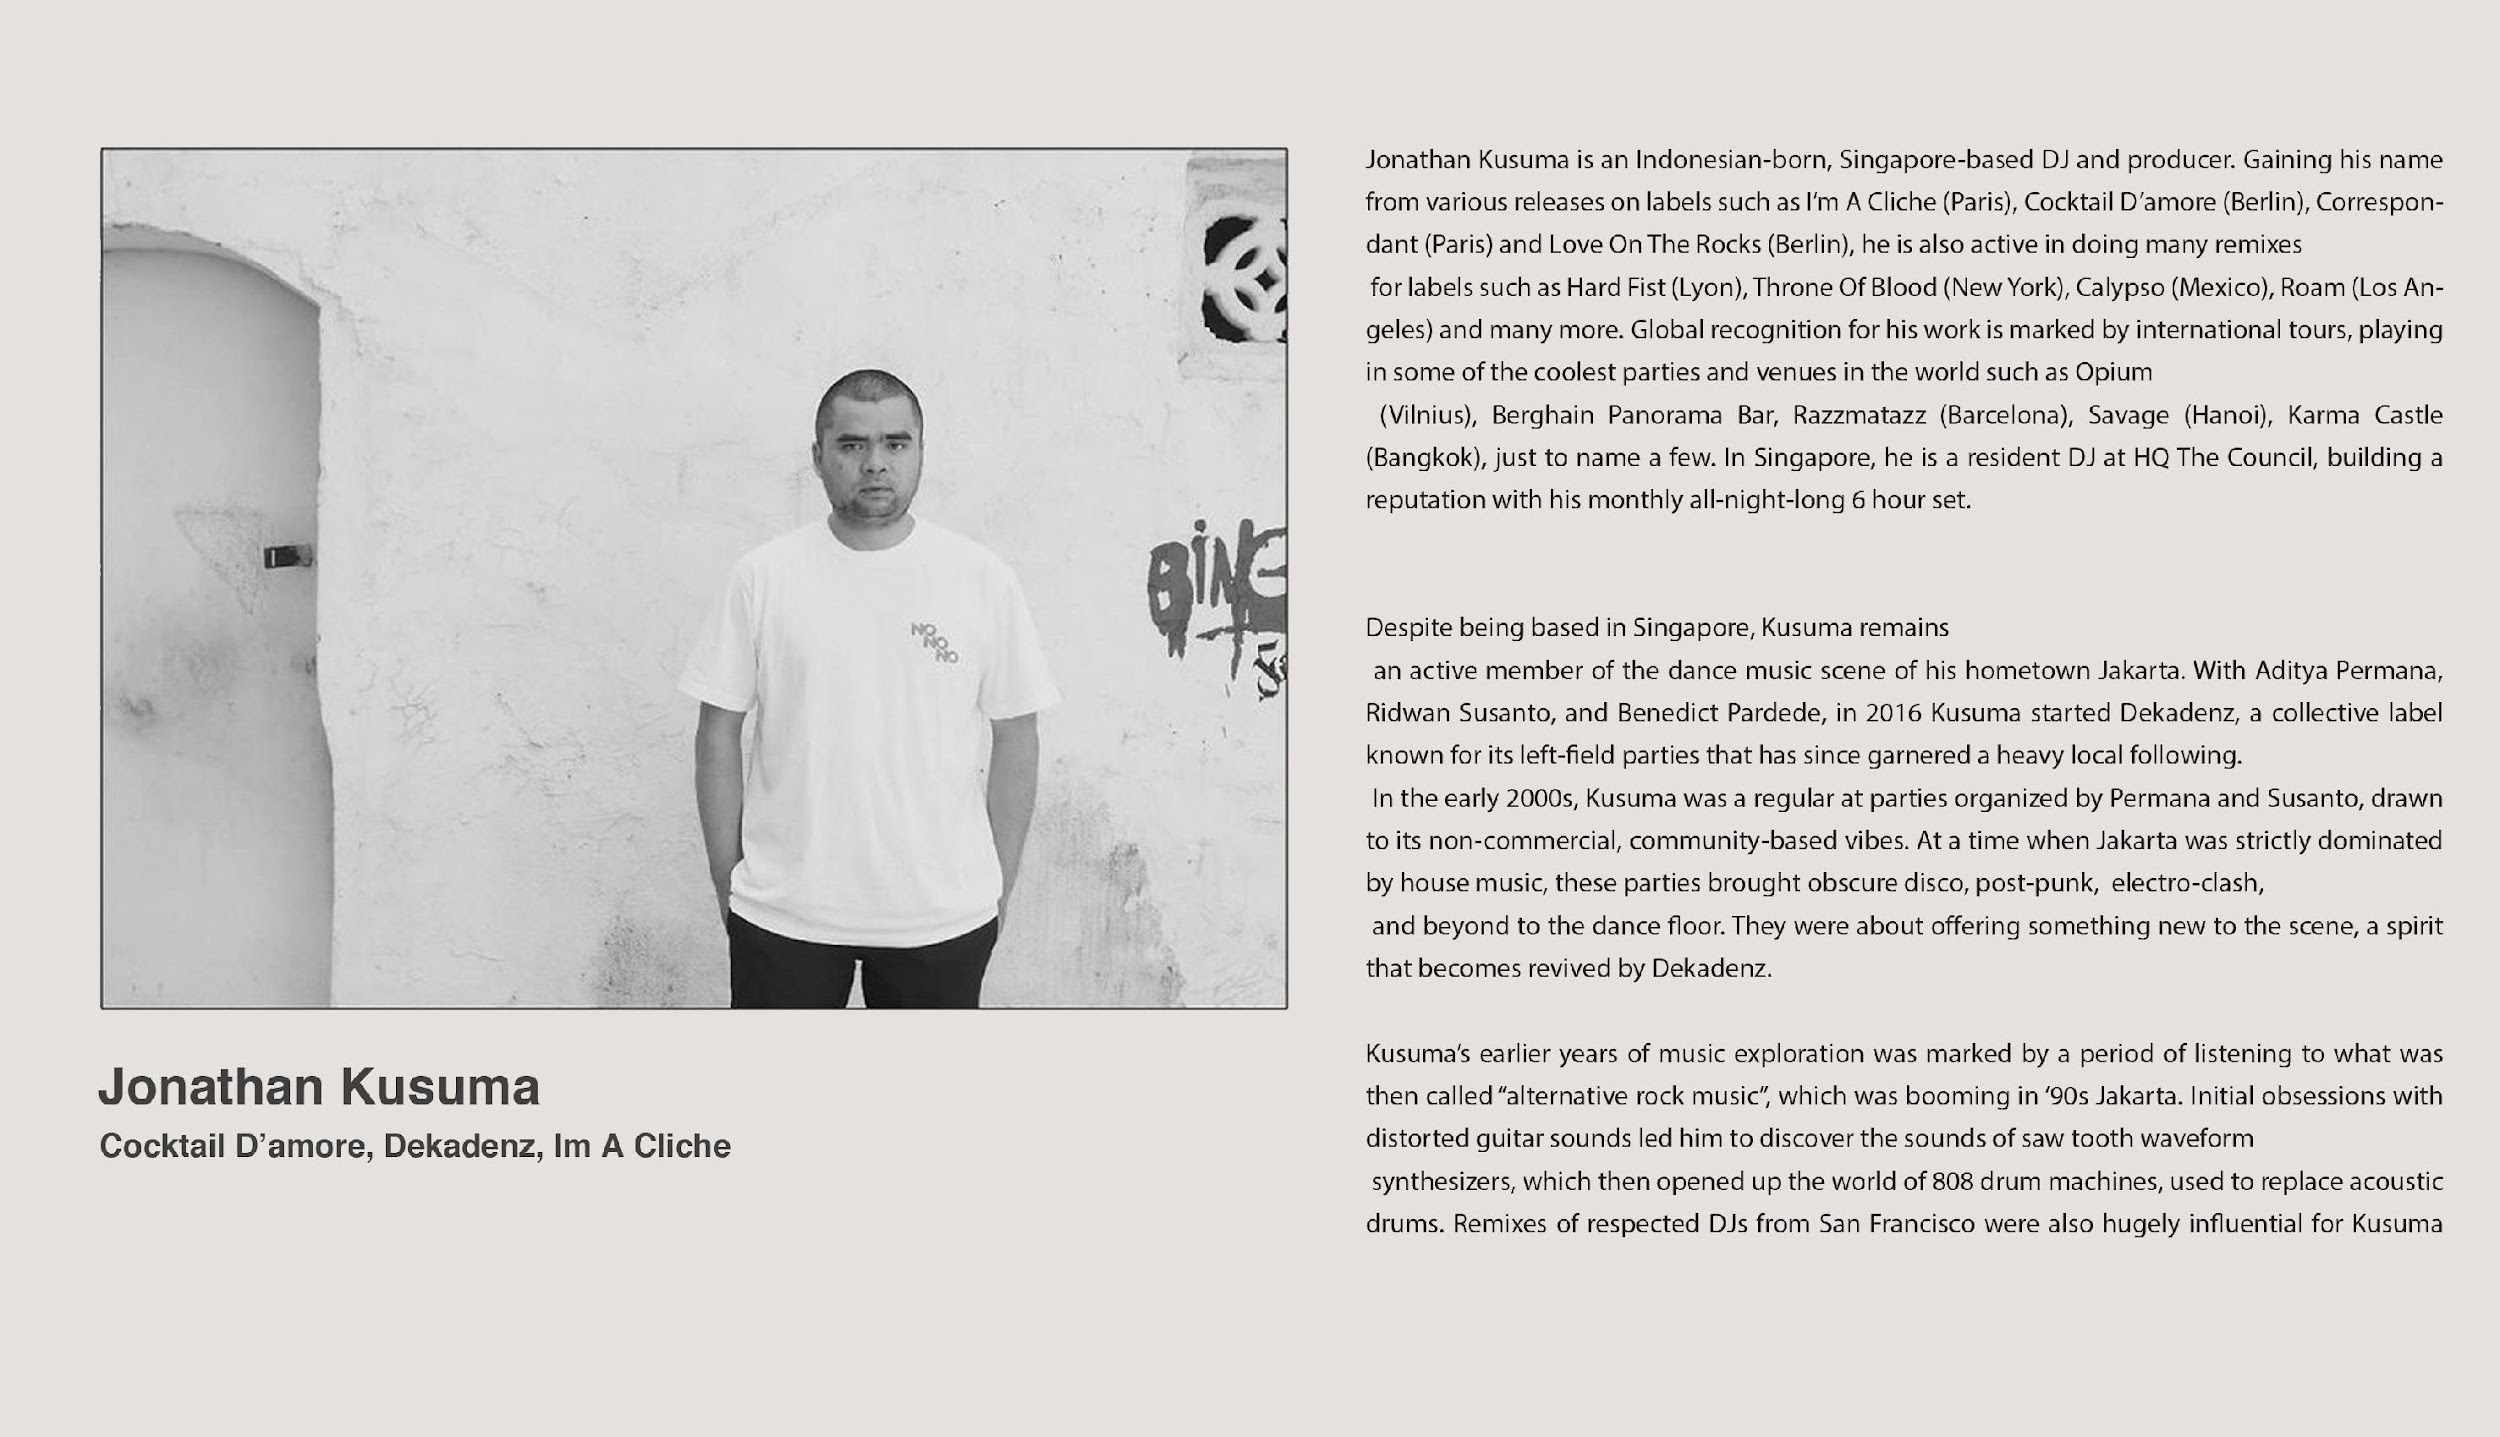 Jonathan Kusuma is an Indonesian-born, Singapore-based DJ and producer. Gaining his name
from various releases on labels such as I'm A Cliche (Paris), Cocktail D'amore (Berlin), Correspon-
dant (Paris) and Love On The Rocks (Berlin), he is also active in doing many remixes
for labels such as Hard Fist (Lyon), Throne Of Blood (New York), Calypso (Mexico), Roam (Los An-
geles) and many more. Global recognition for his work is marked by international tours, playing
in some of the coolest parties and venues in the world such as Opium
(Vilnius), Berghain Panorama Bar, Razzmatazz (Barcelona), Savage (Hanoi), Karma Castle
(Bangkok), just to name a few. In Singapore, he is a resident DJ at HQ The Council, building a
reputation with his monthly all-night-long 6 hour set.
Despite being based in Singapore, Kusuma remains
an active member of the dance music scene of his hometown Jakarta. With Aditya Permana,
Ridwan Susanto, and Benedict Pardede, in 2016 Kusuma started Dekadenz, a collective label
known for its left-field parties that has since garnered a heavy local following.
In the early 2000s, Kusuma was a regular at parties organized by Permana and Susanto, drawn
to its non-commercial, community-based vibes. At a time when Jakarta was strictly dominated
by house music, these parties brought obscure disco, post-punk, electro-clash,
and beyond to the dance floor. They were about offering something new to the scene, a spirit
that becomes revived by Dekadenz.
Kusuma's earlier years of music exploration was marked by a period of listening to what was
then called "alternative rock music", which was booming in '90s Jakarta. Initial obsessions with
distorted guitar sounds led him to discover the sounds of saw tooth waveform
synthesizers, which then opened up the world of 808 drum machines, used to replace acoustic
drums. Remixes of respected DJs from San Francisco were also hugely influential for Kusuma
NO
NO
NO
BING
Jonathan Kusuma
Cocktail D'amore, Dekadenz, Im A Cliche